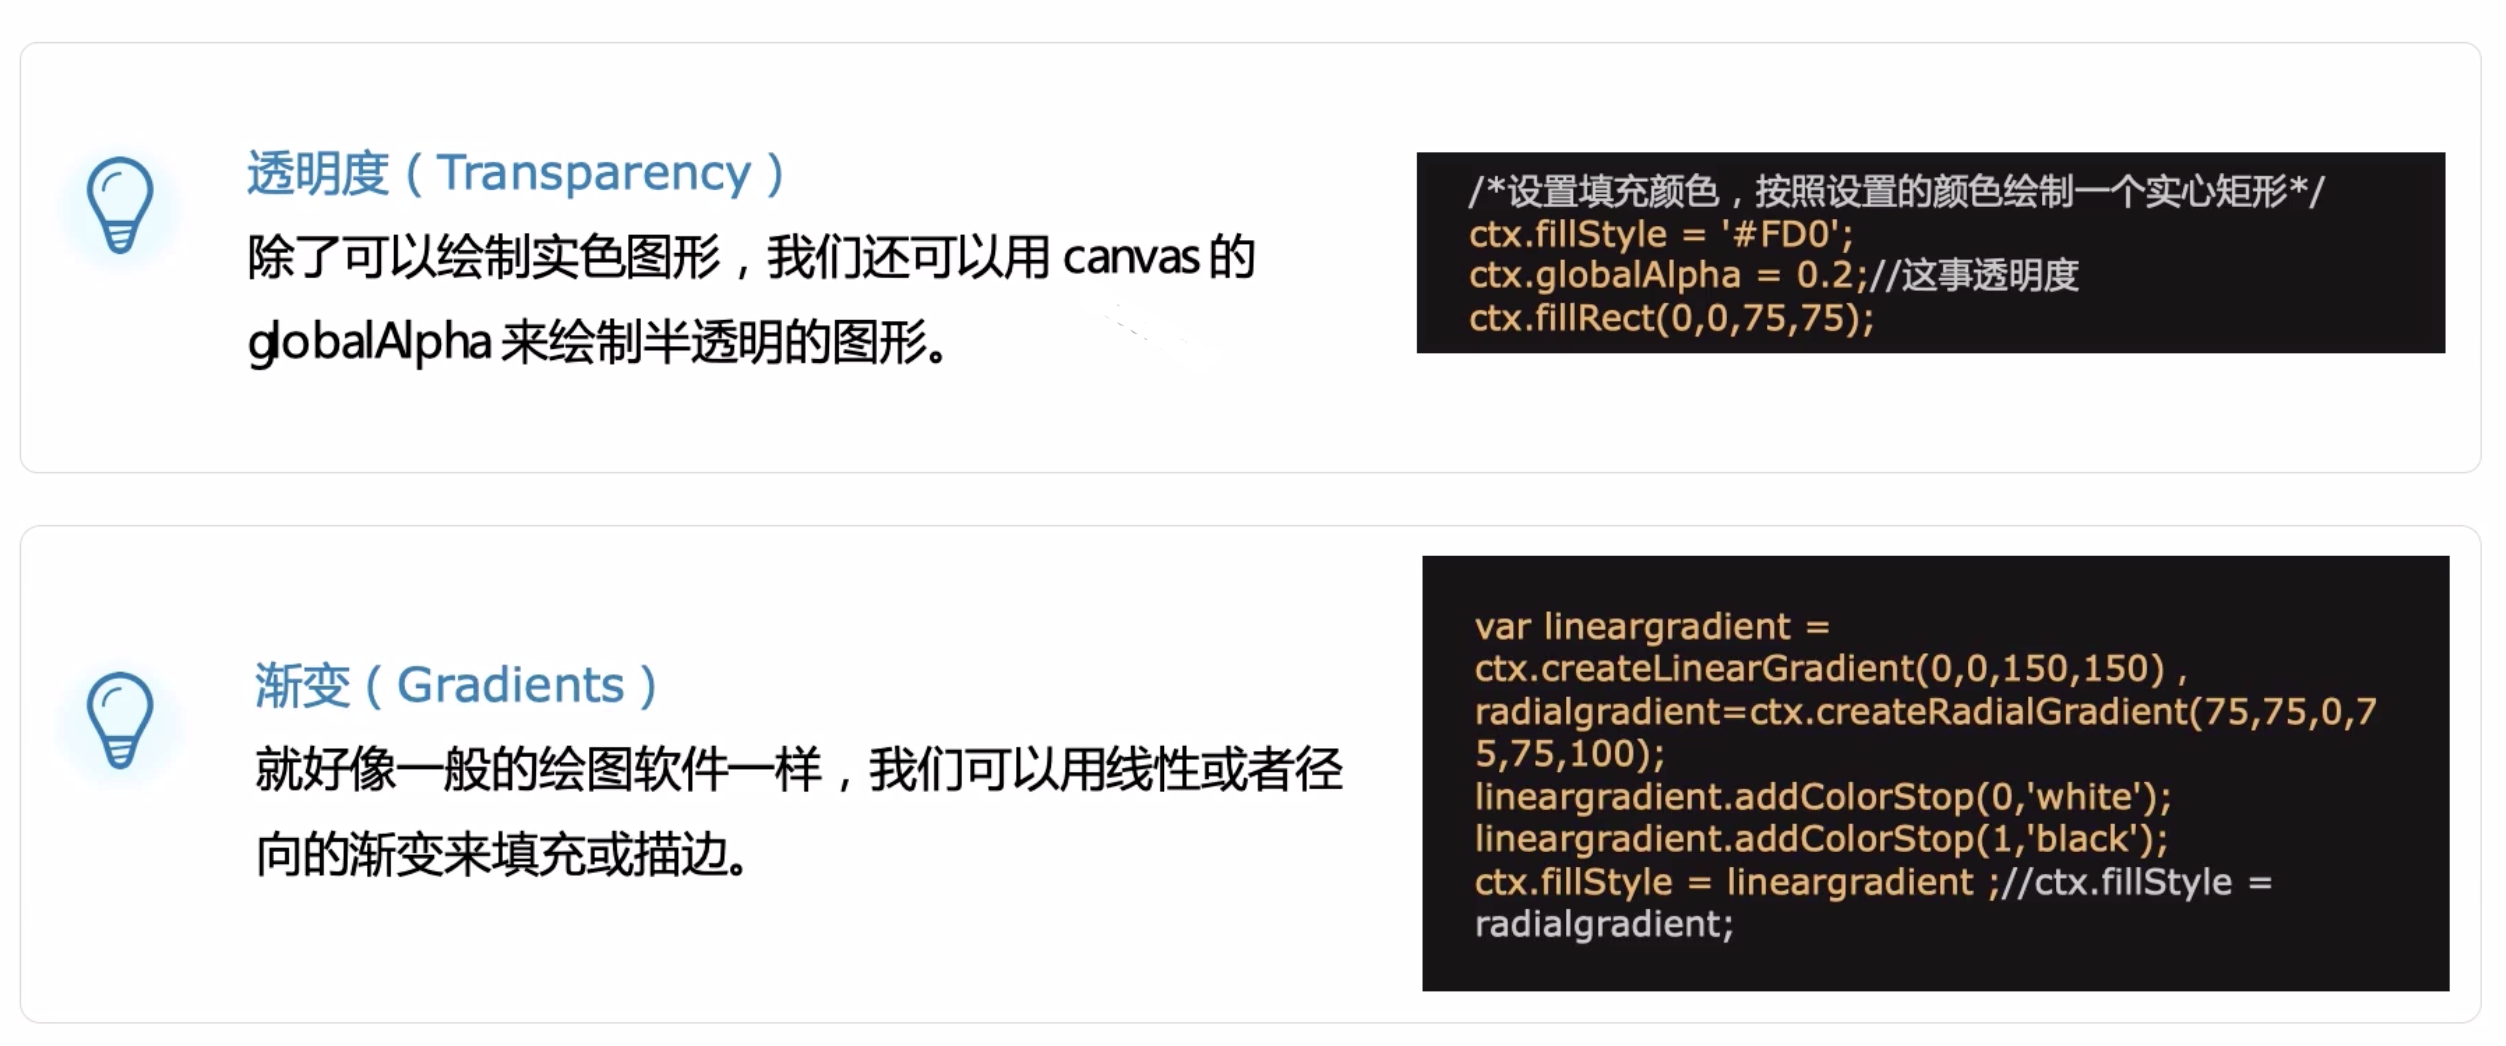 透明度（Transparency）
除了可以绘制实色图形，我们还可以用 canvas 的
globalAlpha 来绘制半透明的图形。
/*设置填充颜色，按照设置的颜色绘制一个实心矩形*/
ctx.fillStyle = '#FD0';
ctx.globalAlpha = 0.2;//这事透明度
ctx.fillRect(0,0,75,75);
渐变（Gradients）
就好像一般的绘图软件一样，我们可以用线性或者径
向的渐变来填充或描边。
var lineargradient =
ctx.createLinearGradient(0,0,150,150) ,
radialgradient=ctx.createRadialGradient(75,75,0,7
5,75,100);
lineargradient.addColorStop(0,'white');
lineargradient.addColorStop(1,'black');
ctx.fillStyle = lineargradient ;//ctx.fillStyle =
radialgradient;